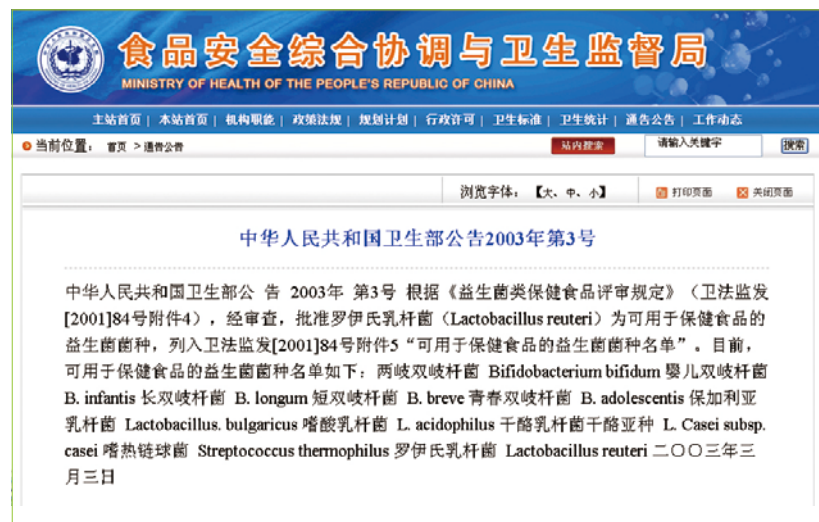 食品安全综合协调与卫生监督局
MINISTRY OF HEALTH OF THE PEOPLE'S REPUBLIC OF CHINA
主站首页 | 本站首页 | 机构职能 | 政策法规 | 规划计划 | 行政许可 | 卫生标准 | 卫生统计 | 通告公告 | 工作动态
当前位置： 首页 >通告公告 站内搜索 请输入关键字 搜索
浏览字体：【大、中、小】 打印页面 关闭页面
中华人民共和国卫生部公告2003年第3号
中华人民共和国卫生部公 告 2003年 第3号 根据《益生菌类保健食品评审规定》（卫法监发
[2001]84号附件4），经审查，批准罗伊氏乳杆菌（Lactobacillus reuteri）为可用于保健食品的
益生菌菌种，列入卫法监发[2001]84号附件5“可用于保健食品的益生菌菌种名单”。目前，
可用于保健食品的益生菌菌种名单如下：两岐双岐杆菌 Bifidobacterium bifidum 婴儿双岐杆菌
B. infantis 长双岐杆菌 B. longum 短双岐杆菌 B. breve 青春双岐杆菌 B. adolescentis 保加利亚
乳杆菌 Lactobacillus. bulgaricus 嗜酸乳杆菌 L. acidophilus 干酪乳杆菌干酪亚种 L. Casei subsp.
casei 嗜热链球菌 Streptococcus thermophilus 罗伊氏乳杆菌 Lactobacillus reuteri 二〇〇三年三
月三日